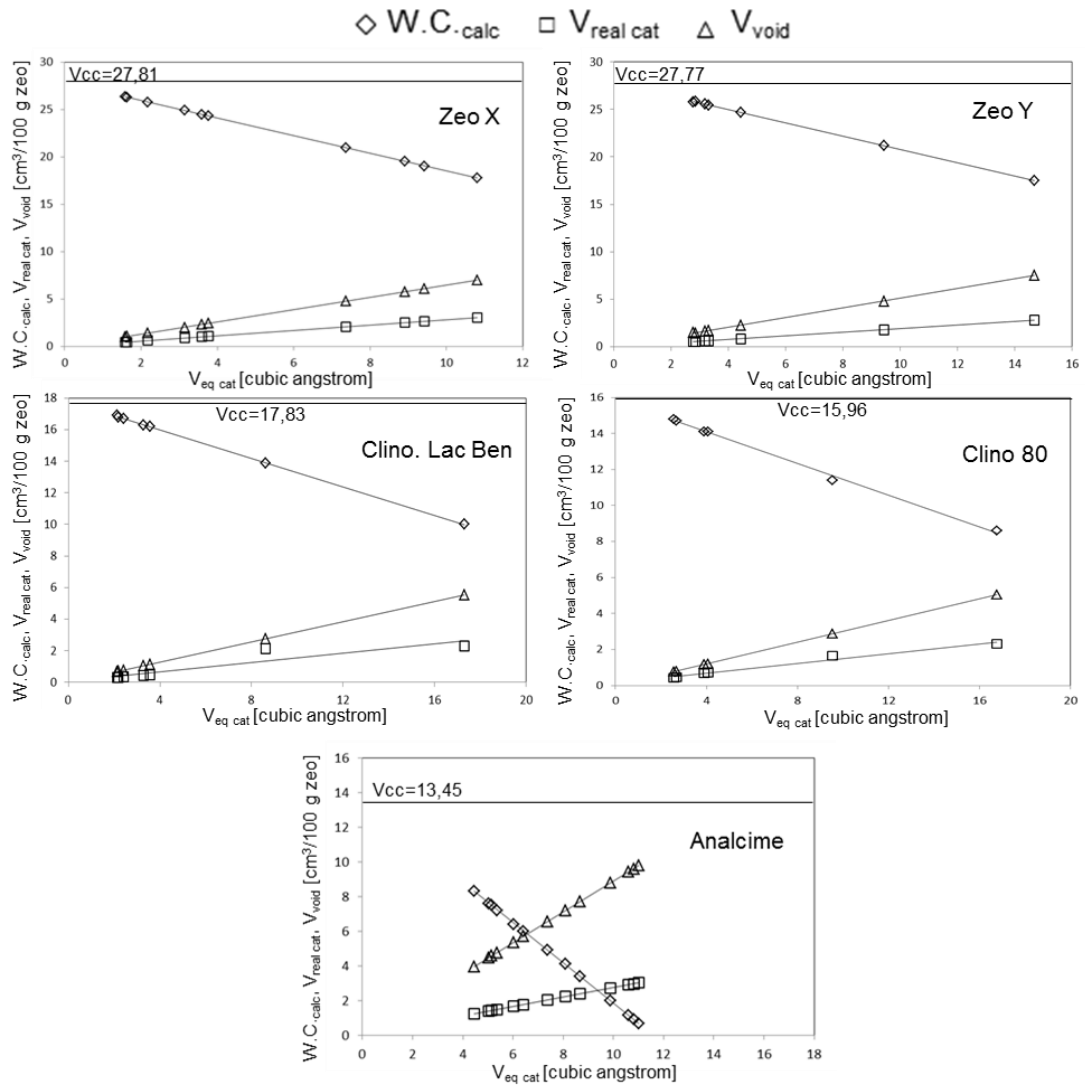 ◇ W.C.calc □ Vreal cat △ Vvoid
W.C.calc, Vreal cat, Vvoid [cm³/100 g zeo]
30
25
20
15
10
5
0
Vcc=27,81
Zeo X
0 2 4 6 8 10 12
Veq cat [cubic angstrom]
W.C.calc, Vreal cat, Vvoid [cm³/100 g zeo]
30
25
20
15
10
5
0
Vcc=27,77
Zeo Y
0 2 4 6 8 10 12 14 16
Veq cat [cubic angstrom]
W.C.calc, Vreal cat, Vvoid [cm³/100 g zeo]
18
16
14
12
10
8
6
4
2
0
Vcc=17,83
Clino. Lac Ben
0 4 8 12 16 20
Veq cat [cubic angstrom]
W.C.calc, Vreal cat, Vvoid [cm³/100 g zeo]
16
14
12
10
8
6
4
2
0
Vcc=15,96
Clino 80
0 4 8 12 16 20
Veq cat [cubic angstrom]
W.C.calc, Vreal cat, Vvoid [cm³/100 g zeo]
16
14
12
10
8
6
4
2
0
Vcc=13,45
Analcime
0 2 4 6 8 10 12 14 16 18
Veq cat [cubic angstrom]